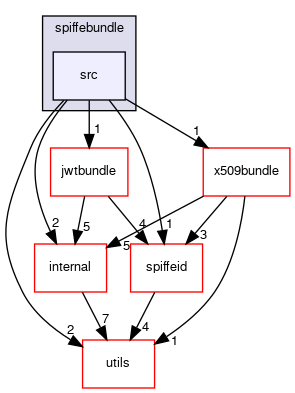 spiffebundle
src
1
1
jwtbundle
x509bundle
2
5
4
1
3
5
internal
spiffeid
7
4
2
1
utils